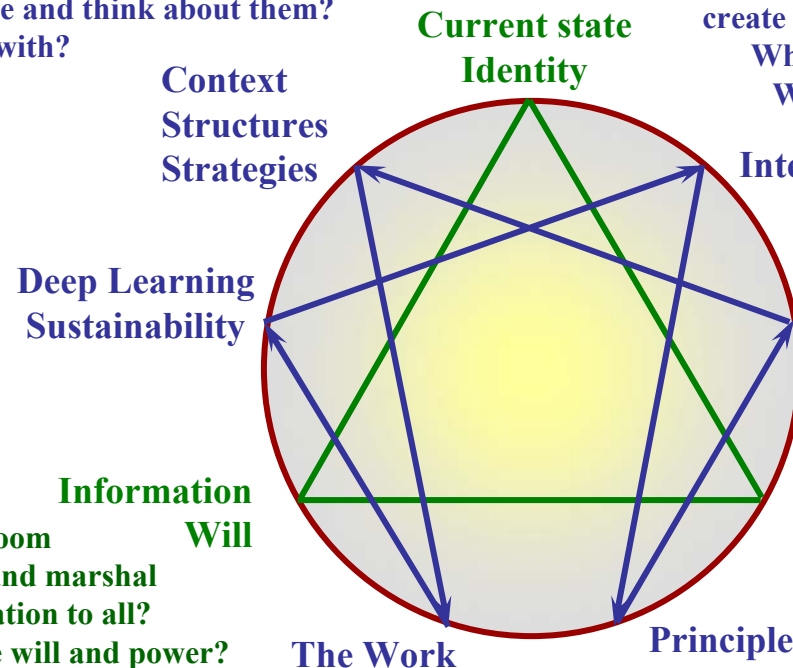 e and think about them?
with?
Current state
Identity
create
Wh
W
Context
Structures
Strategies
Inte
Deep Learning
Sustainability
Information
Will
oom
nd marshal
ation to all?
e will and power?
The Work
Principle